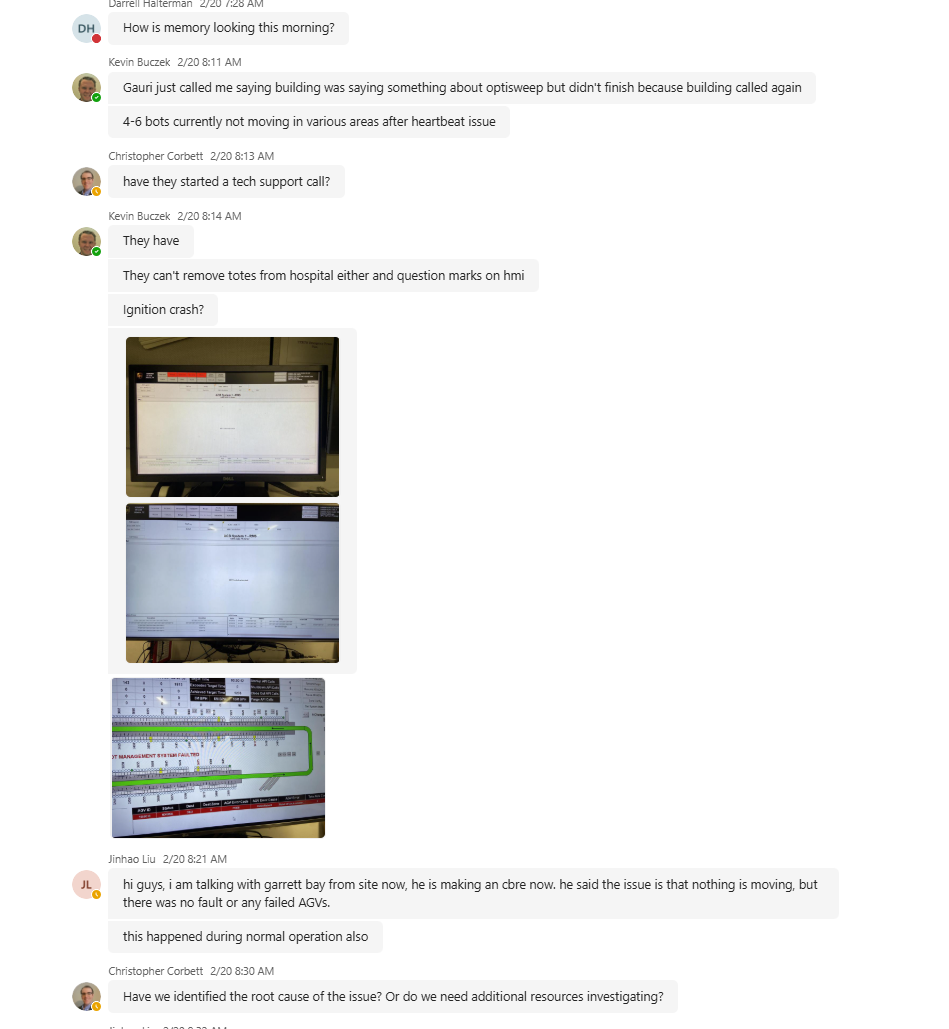 Darrell Halterman 2/20 7:28 AM
DH
How is memory looking this morning?
Kevin Buczek 2/20 8:11 AM
Gauri just called me saying building was saying something about optisweep but didn't finish because building called again
4-6 bots currently not moving in various areas after heartbeat issue
Christopher Corbett 2/20 8:13 AM
have they started a tech support call?
Kevin Buczek 2/20 8:14 AM
They have
They can't remove totes from hospital either and question marks on hmi
Ignition crash?
MANAGEMENT SYSTEM FAULTED
Jinhao Liu 2/20 8:21 AM
JL
hi guys, i am talking with garrett bay from site now, he is making an cbre now. he said the issue is that nothing is moving, but
there was no fault or any failed AGVs.
this happened during normal operation also
Christopher Corbett 2/20 8:30 AM
Have we identified the root cause of the issue? Or do we need additional resources investigating?